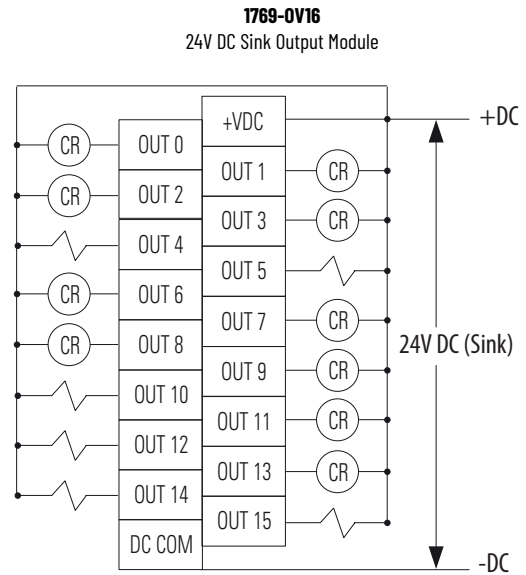 1769-OV16
24V DC Sink Output Module
+VDC
+DC
CR
OUT 0
OUT 1
CR
CR
OUT 2
OUT 3
CR
OUT 4
OUT 5
CR
OUT 6
OUT 7
CR
CR
OUT 8
24V DC (Sink)
OUT 9
CR
OUT 10
OUT 11
CR
OUT 12
OUT 13
CR
OUT 14
OUT 15
DC COM
-DC